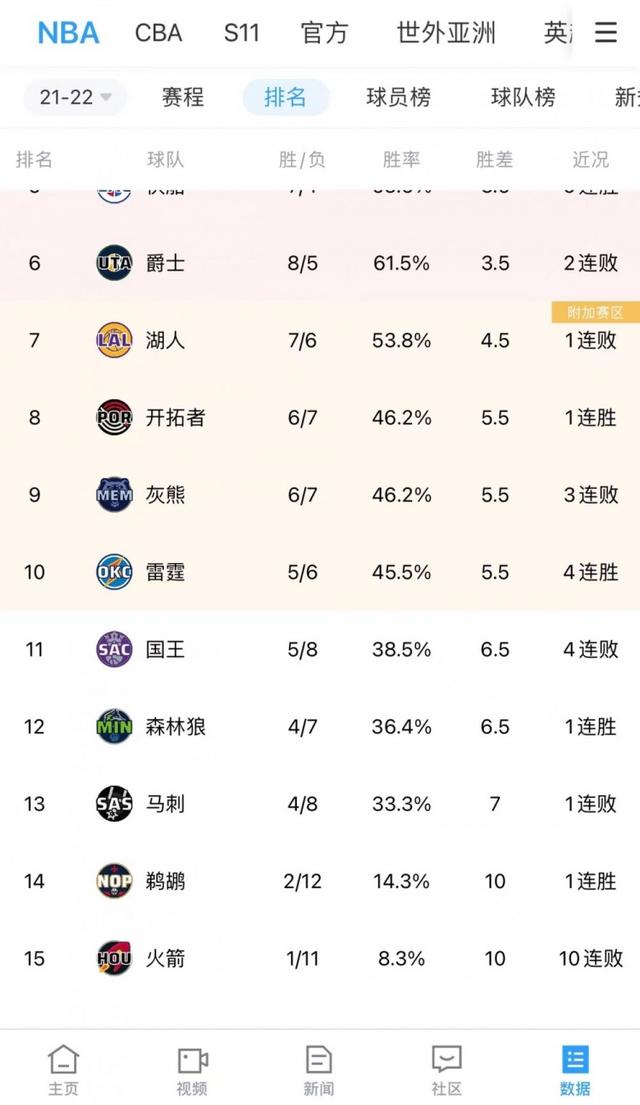 NBA CBA S11 官方 世外亚洲 英
21-22 赛程 排名 球员榜 球队榜 新
排名 球队 胜/负 胜率 胜差 近况
6 UTA 爵士 8/5 61.5% 3.5 2连败
附加赛区
7 LAL 湖人 7/6 53.8% 4.5 1连败
8 POR 开拓者 6/7 46.2% 5.5 1连胜
9 MEM 灰熊 6/7 46.2% 5.5 3连败
10 OKC 雷霆 5/6 45.5% 5.5 4连胜
11 SAC 国王 5/8 38.5% 6.5 4连败
12 MIN 森林狼 4/7 36.4% 6.5 1连胜
13 SAS 马刺 4/8 33.3% 7 1连败
14 NOP 鹈鹕 2/12 14.3% 10 1连胜
15 HOU 火箭 1/11 8.3% 10 10连败
主页 视频 新闻 社区 数据